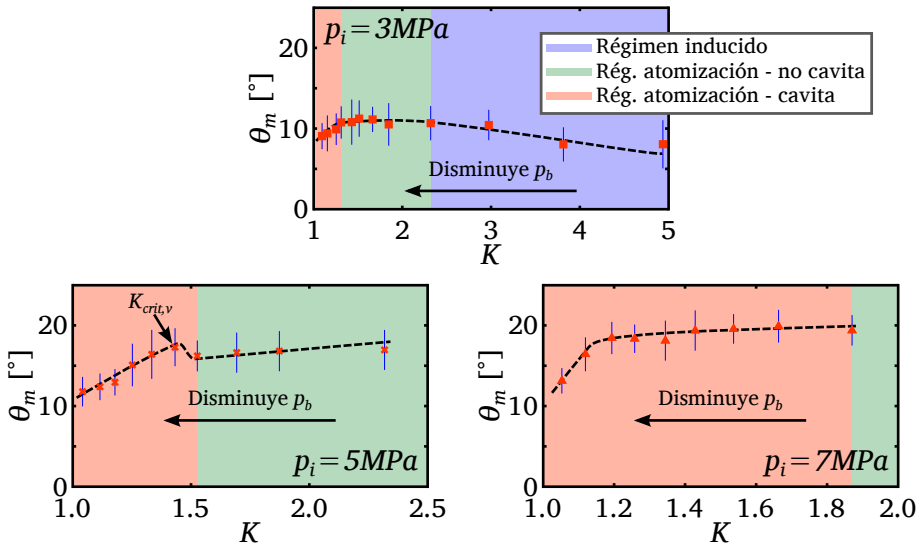 p_i = 3MPa
Régimen inducido
Rég. atomización - no cavita
Rég. atomización - cavita
θ_m [°]
20
10
0
Disminuye p_b
1 2 3 4 5
K
K_crit,v
θ_m [°]
20
10
0
Disminuye p_b
p_i = 5MPa
1.0 1.5 2.0 2.5
K
θ_m [°]
20
10
0
Disminuye p_b
p_i = 7MPa
1.0 1.2 1.4 1.6 1.8 2.0
K